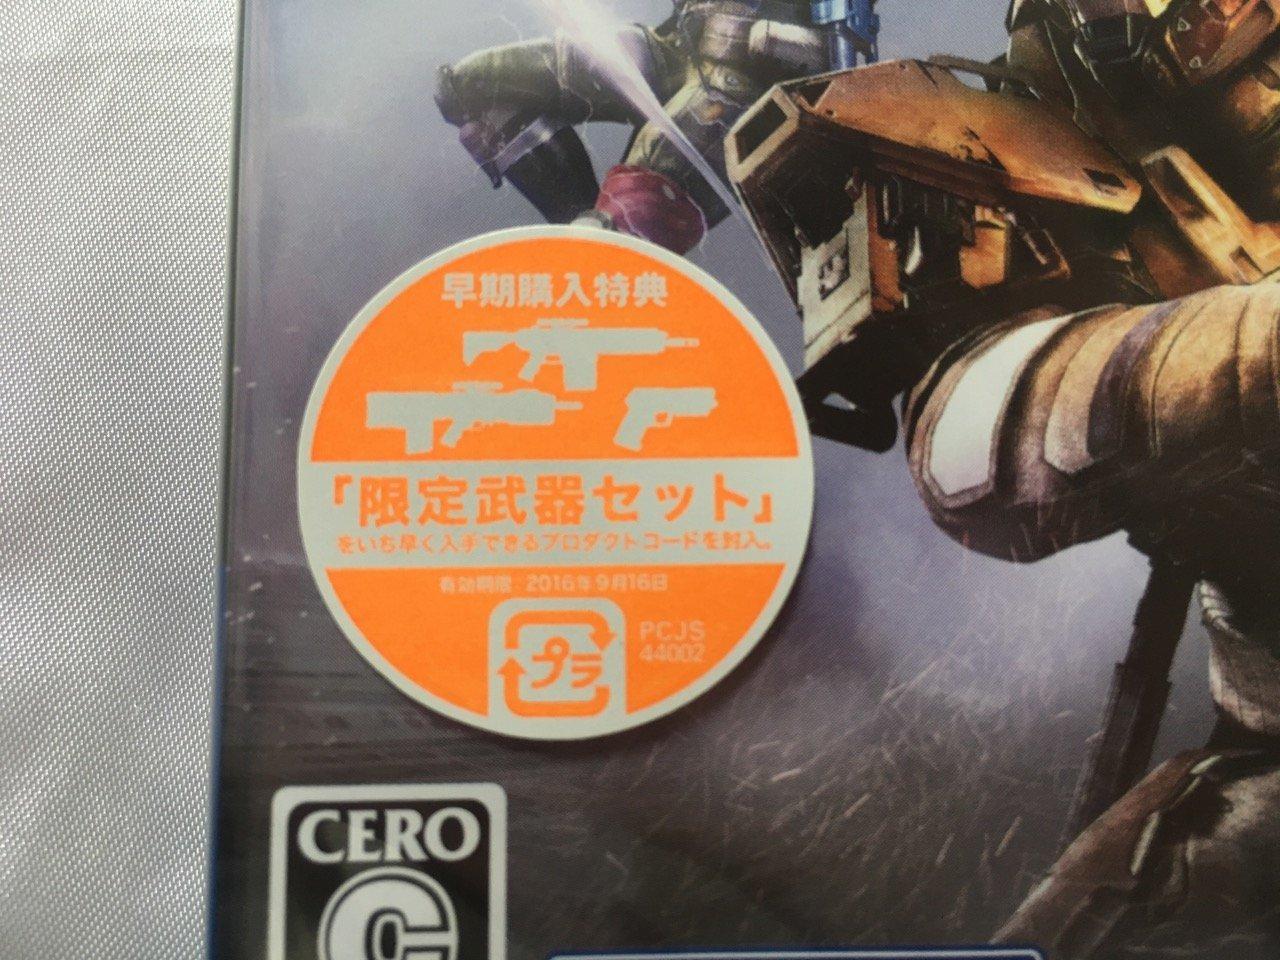 早期購入特典
「限定武器セット」
をいち早く入手できるプロダクトコードを封入。
有効期限：2016年9月16日
プラ
PCJS
44002
CERO
C